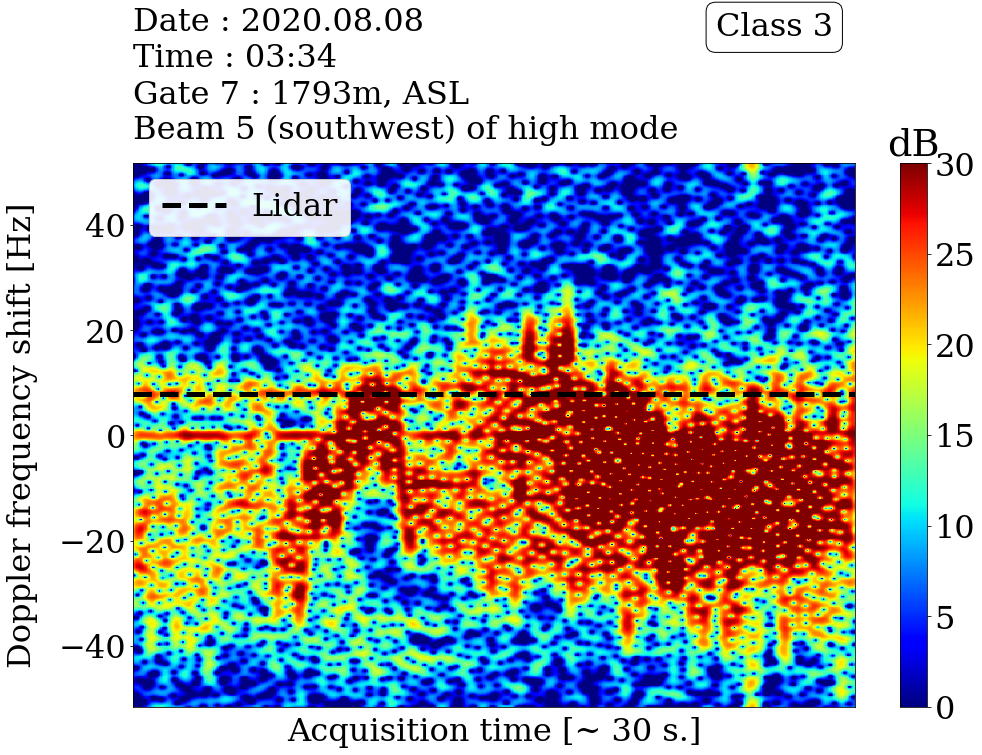 Date : 2020.08.08
Time : 03:34
Gate 7 : 1793m, ASL
Beam 5 (southwest) of high mode
Class 3
dB
Lidar
Doppler frequency shift [Hz]
40
20
0
−20
−40
30
25
20
15
10
5
0
Acquisition time [~ 30 s.]